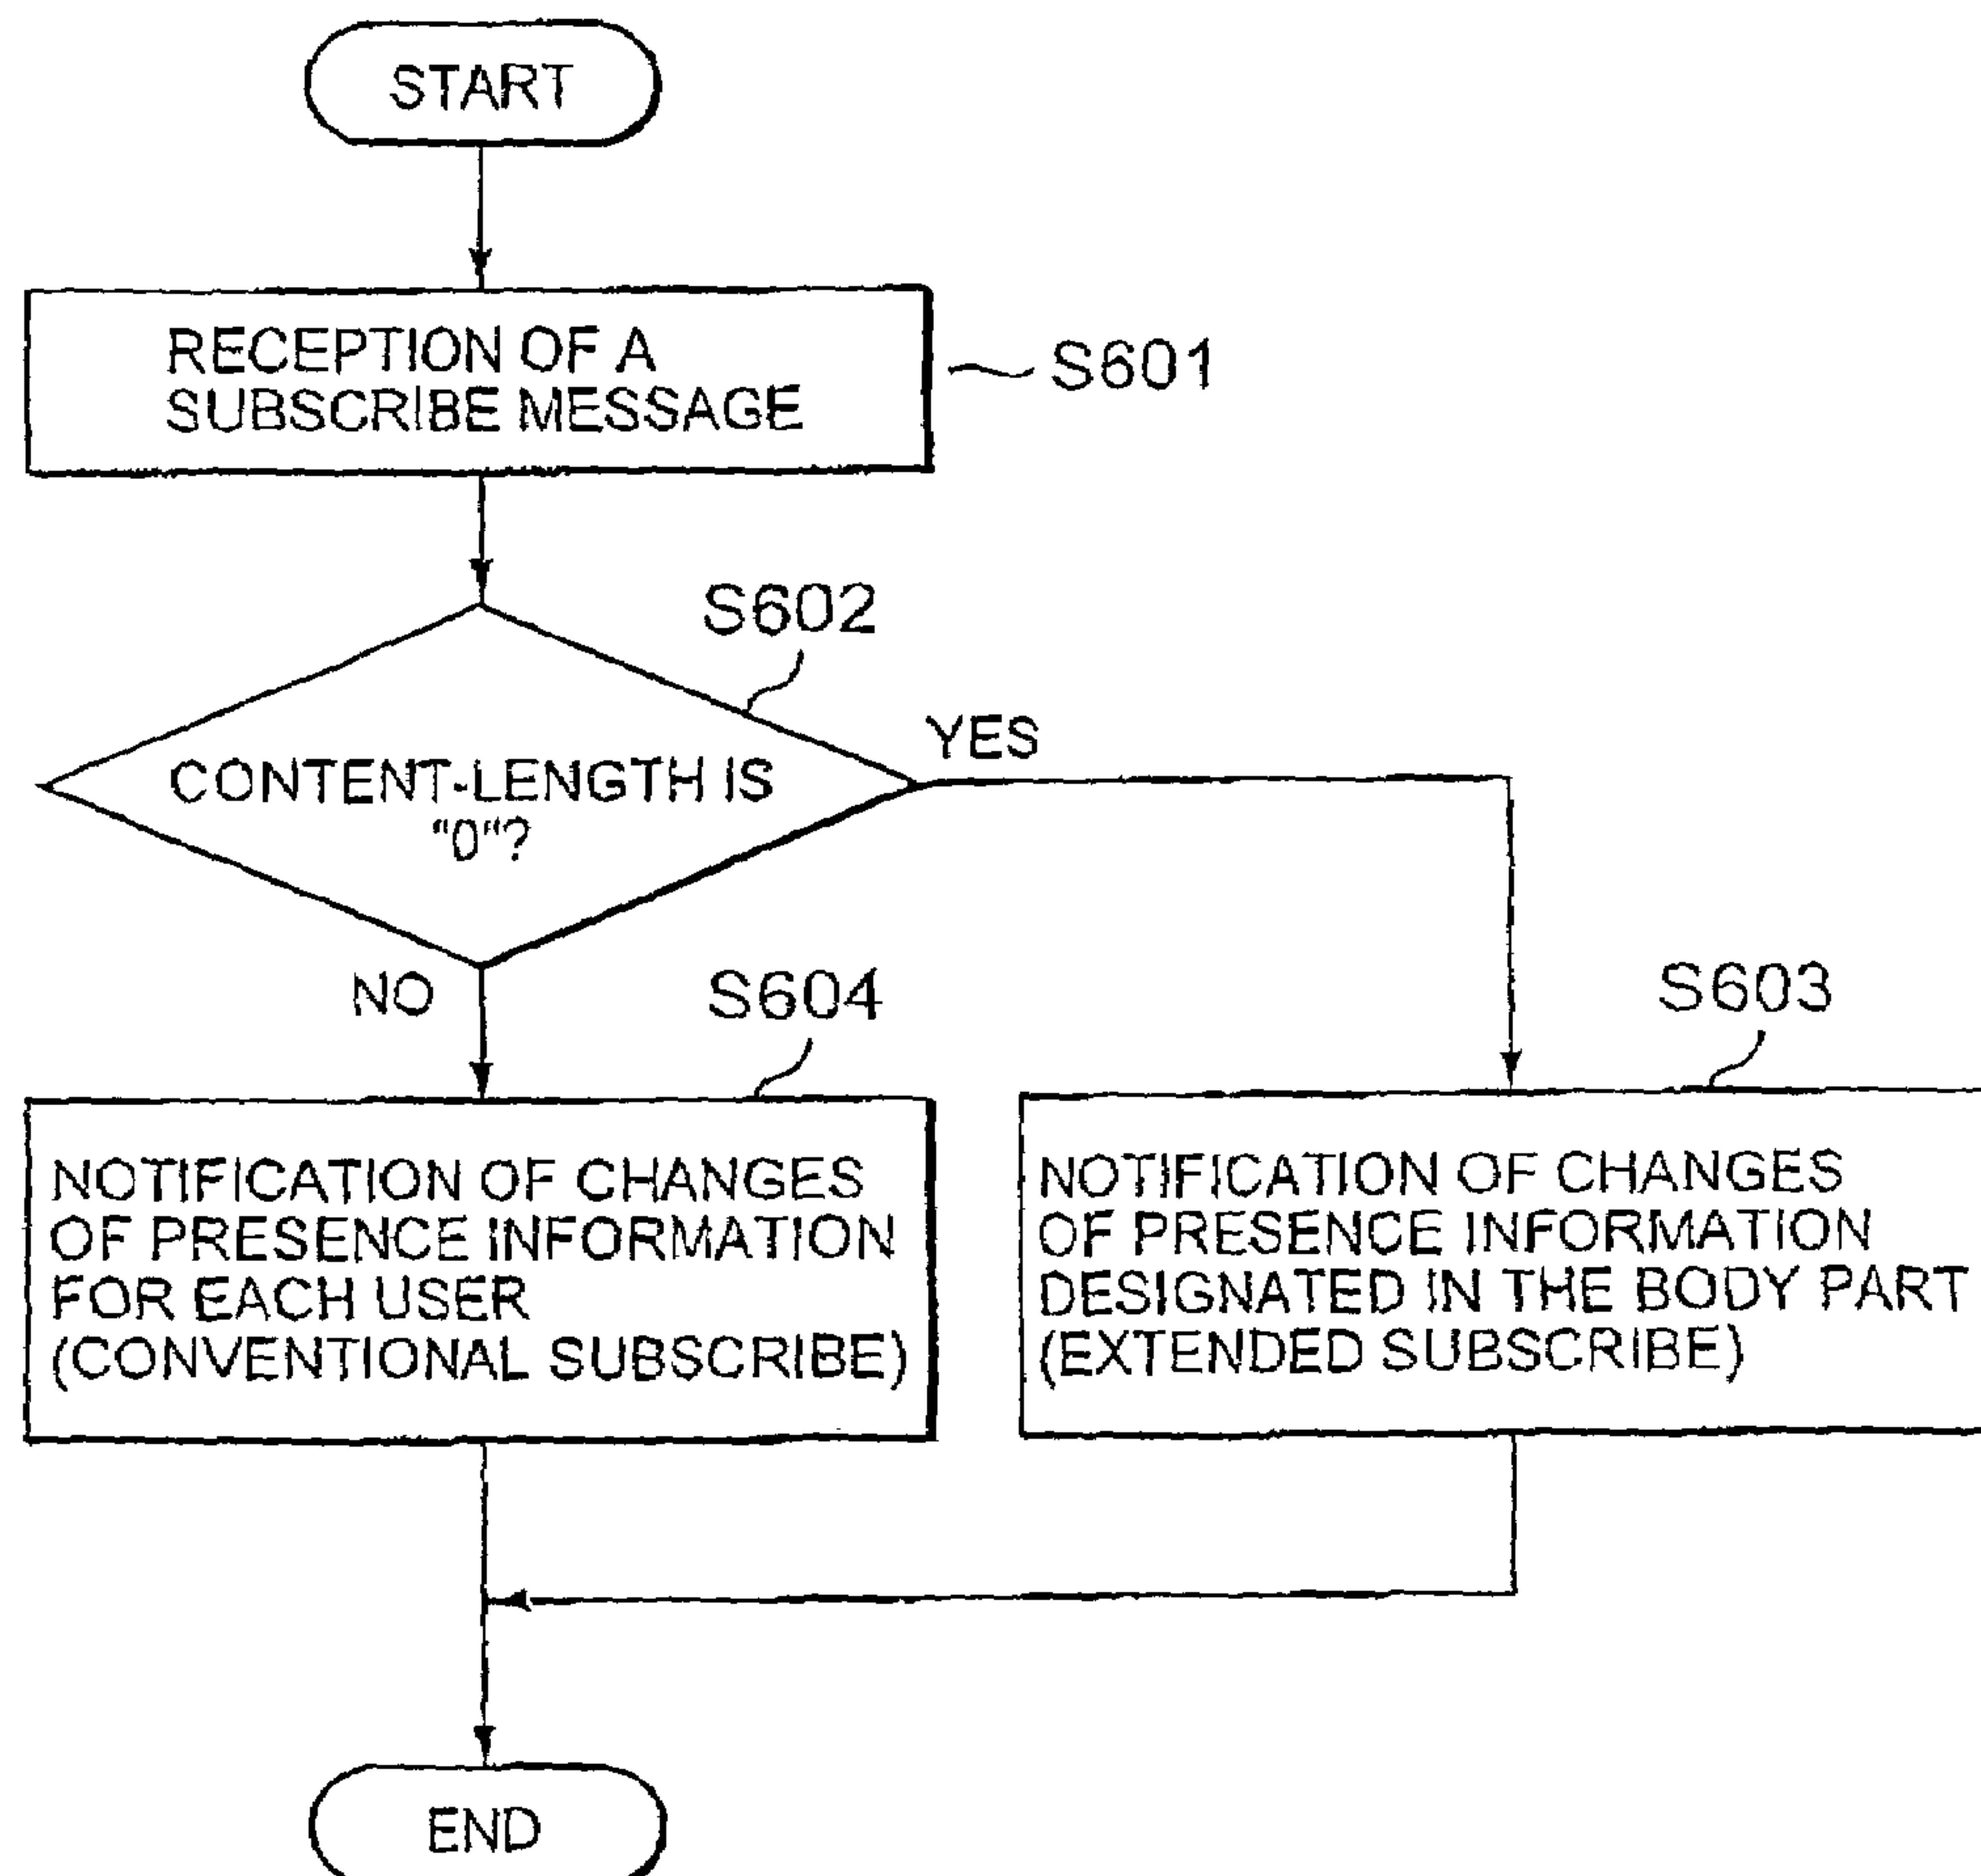 START
RECEPTION OF A
SUBSCRIBE MESSAGE
S601
S602
CONTENT-LENGTH IS
"0"?
YES
NO
S604
S603
NOTIFICATION OF CHANGES
OF PRESENCE INFORMATION
FOR EACH USER
(CONVENTIONAL SUBSCRIBE)
NOTIFICATION OF CHANGES
OF PRESENCE INFORMATION
DESIGNATED IN THE BODY PART
(EXTENDED SUBSCRIBE)
END